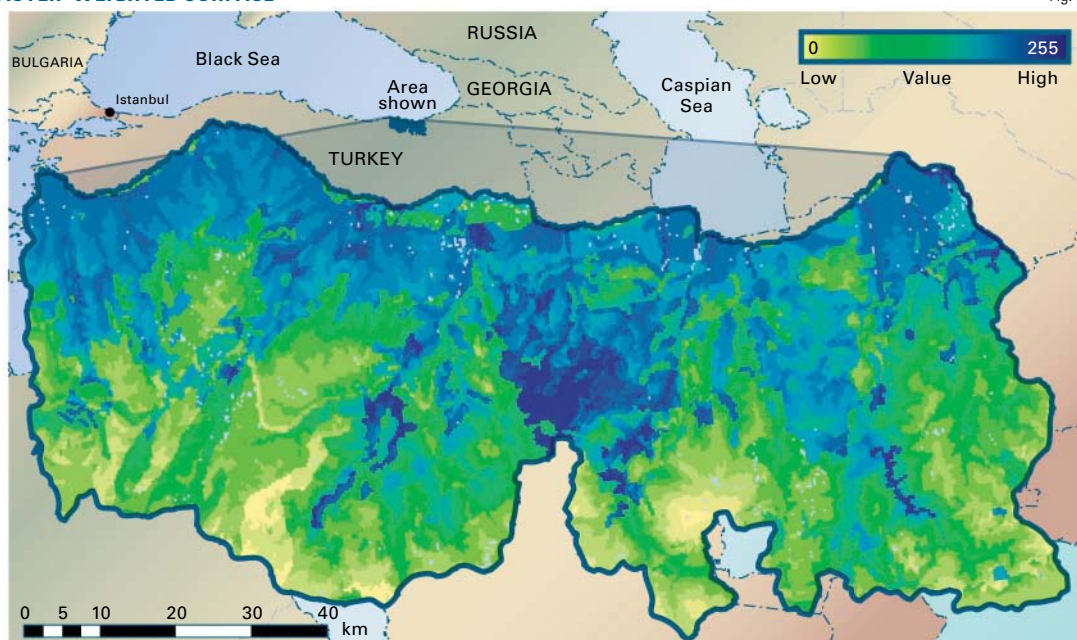 Fig.
RUSSIA
BULGARIA
Black Sea
0 255
Low Value High
Area
shown
GEORGIA
Caspian
Sea
Istanbul
TURKEY
0 5 10 20 30 40
km